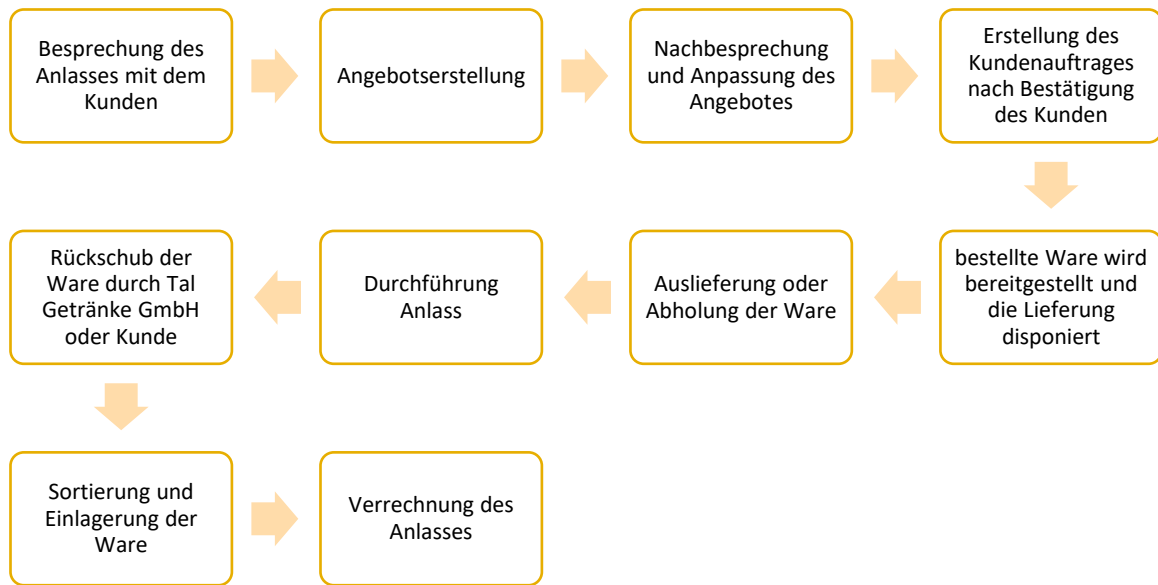 Besprechung des
Anlasses mit dem
Kunden
Angebotserstellung
Nachbesprechung
und Anpassung des
Angebotes
Erstellung des
Kundenauftrages
nach Bestätigung
des Kunden
bestellte Ware wird
bereitgestellt und
die Lieferung
disponiert
Auslieferung oder
Abholung der Ware
Durchführung
Anlass
Rückschub der
Ware durch Tal
Getränke GmbH
oder Kunde
Sortierung und
Einlagerung der
Ware
Verrechnung des
Anlasses